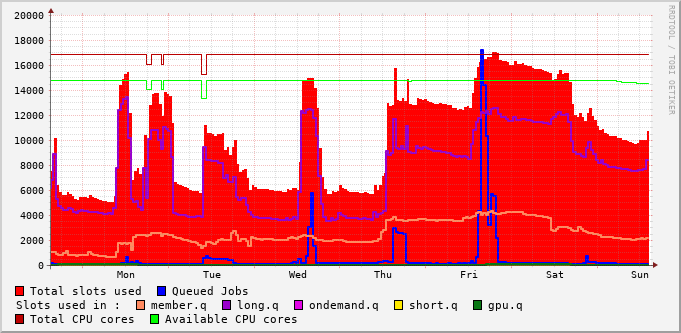 20000
18000
16000
14000
12000
10000
8000
6000
4000
2000
0
Mon Tue Wed Thu Fri Sat Sun
RRDTOOL / TOBI OETIKER
Total slots used Queued Jobs
Slots used in : member.q long.q ondemand.q short.q gpu.q
Total CPU cores Available CPU cores